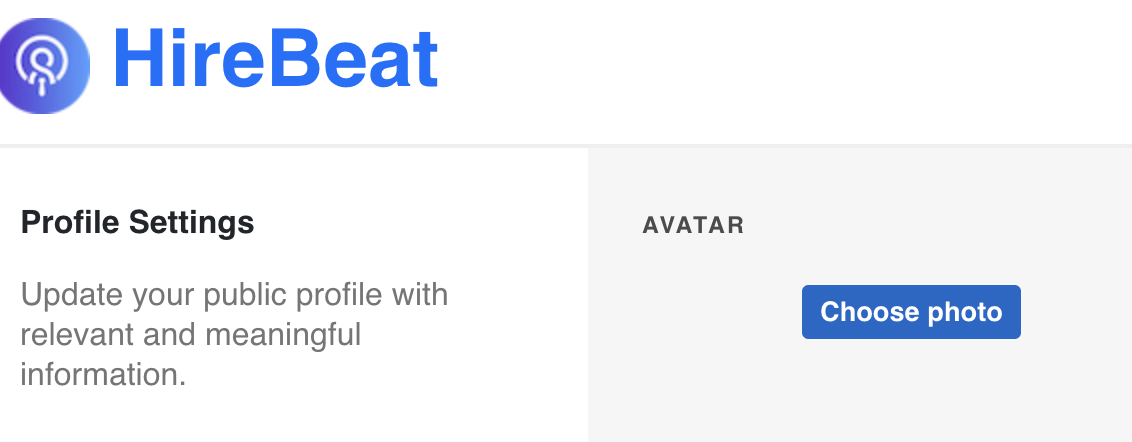 HireBeat
Profile Settings
Update your public profile with
relevant and meaningful
information.
AVATAR
Choose photo